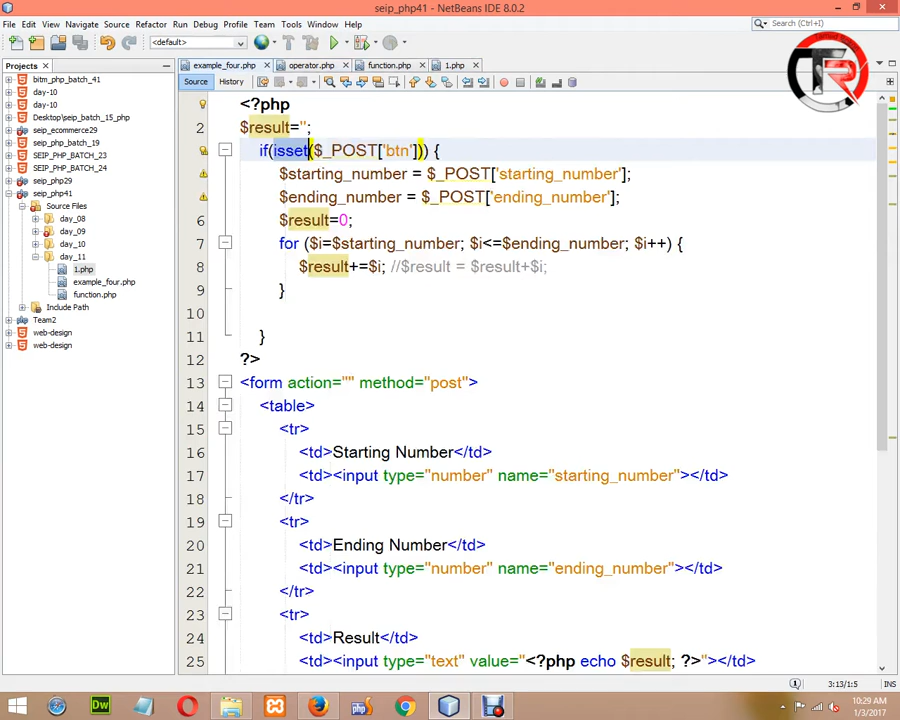 seip_php41 - NetBeans IDE 8.0.2
File Edit View Navigate Source Refactor Run Debug Profile Team Tools Window Help
Search (Ctrl+I)
<default>
Projects
example_four.php operator.php function.php 1.php
Source History
bitm_php_batch_41
day-10
day-10
Desktop\seip_batch_15_php
seip_ecommerce29
seip_php_batch_19
SEIP_PHP_BATCH_23
SEIP_PHP_BATCH_24
seip_php29
seip_php41
Source Files
day_08
day_09
day_10
day_11
1.php
example_four.php
function.php
Include Path
Team2
web-design
web-design
<?php
2 $result='';
if(isset($_POST['btn'])) {
$starting_number = $_POST['starting_number'];
$ending_number = $_POST['ending_number'];
6 $result=0;
7 for ($i=$starting_number; $i<=$ending_number; $i++) {
8 $result+=$i; //$result = $result+$i;
9 }
10
11 }
12 ?>
13 <form action="" method="post">
14 <table>
15 <tr>
16 <td>Starting Number</td>
17 <td><input type="number" name="starting_number"></td>
18 </tr>
19 <tr>
20 <td>Ending Number</td>
21 <td><input type="number" name="ending_number"></td>
22 </tr>
23 <tr>
24 <td>Result</td>
25 <td><input type="text" value="<?php echo $result; ?>"></td>
3:13/1:5 INS
10:29 AM
1/3/2017